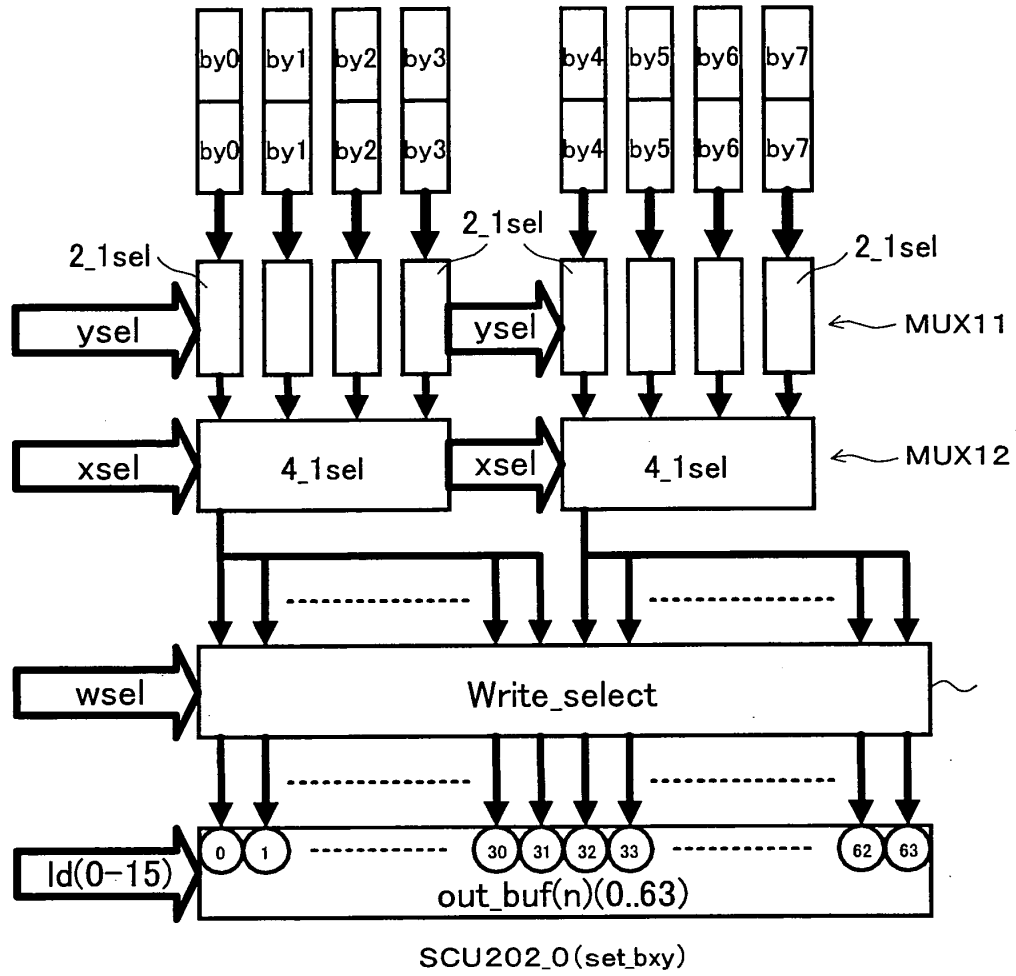 by0 by1 by2 by3 by4 by5 by6 by7
by0 by1 by2 by3 by4 by5 by6 by7
2_1sel 2_1sel 2_1sel
ysel ysel MUX11
xsel 4_1sel xsel 4_1sel MUX12
wsel Write_select
0 1 30 31 32 33 62 63
ld(0-15)
out_buf(n)(0..63)
SCU202_0(set_bxy)